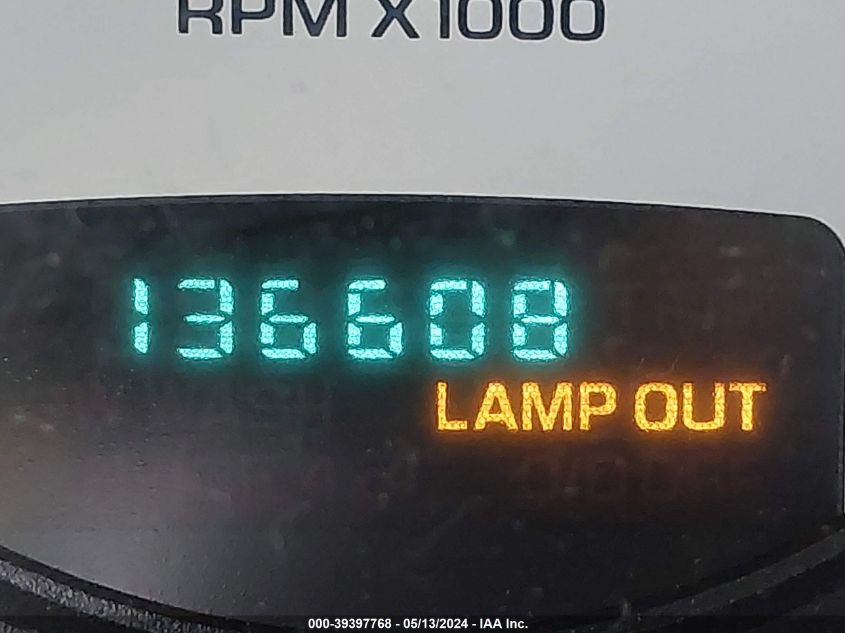 RPM X1000
136608
LAMP OUT
000-39397768 - 05/13/2024 - IAA Inc.